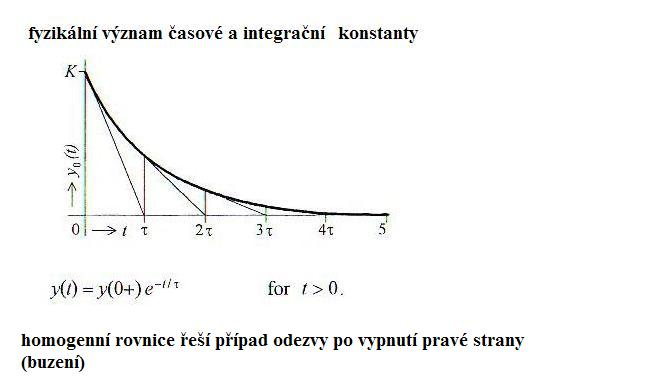 fyzikální význam časové a integrační konstanty
K
y₀(t)
0 t τ 2τ 3τ 4τ 5
y(t) = y(0+) e^{-t/τ} for t > 0.
homogenní rovnice řeší případ odezvy po vypnutí pravé strany
(buzení)